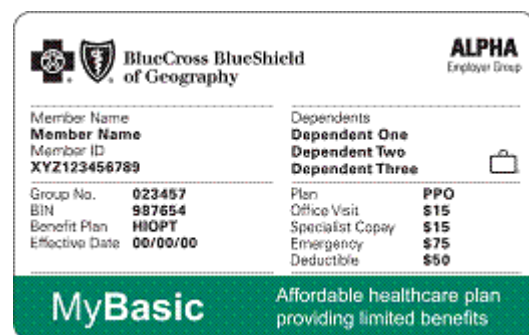 BlueCross BlueShield
of Geography
ALPHA
Employer Group
Member Name
Member Name
Member ID
XYZ123456789
Dependents
Dependent One
Dependent Two
Dependent Three
Group No. 023457
BIN 987654
Benefit Plan HIOPT
Effective Date 00/00/00
Plan PPO
Office Visit $15
Specialist Copay $15
Emergency $75
Deductible $50
MyBasic
Affordable healthcare plan
providing limited benefits